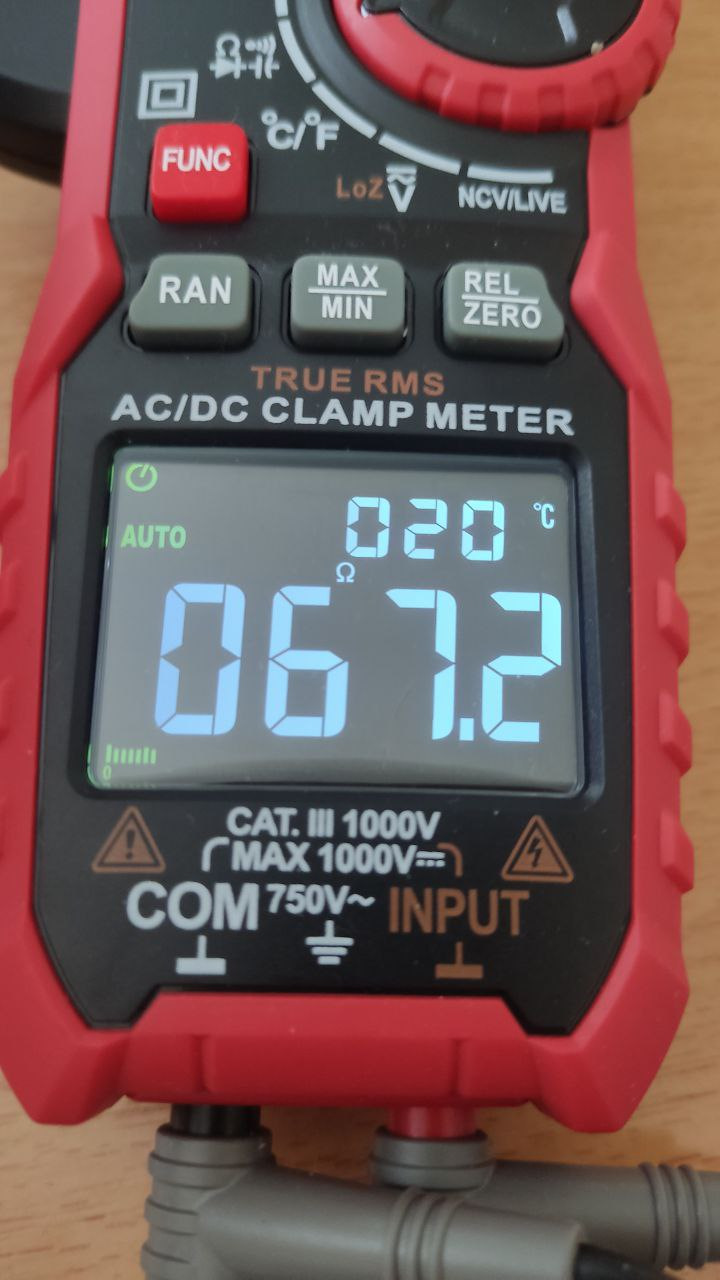 Ω
°C/°F
FUNC
LoZ V
NCV/LIVE
RAN
MAX
MIN
REL
ZERO
TRUE RMS
AC/DC CLAMP METER
020 °C
AUTO
Ω
067.2
0
CAT. III 1000V
MAX 1000V
COM 750V~ INPUT